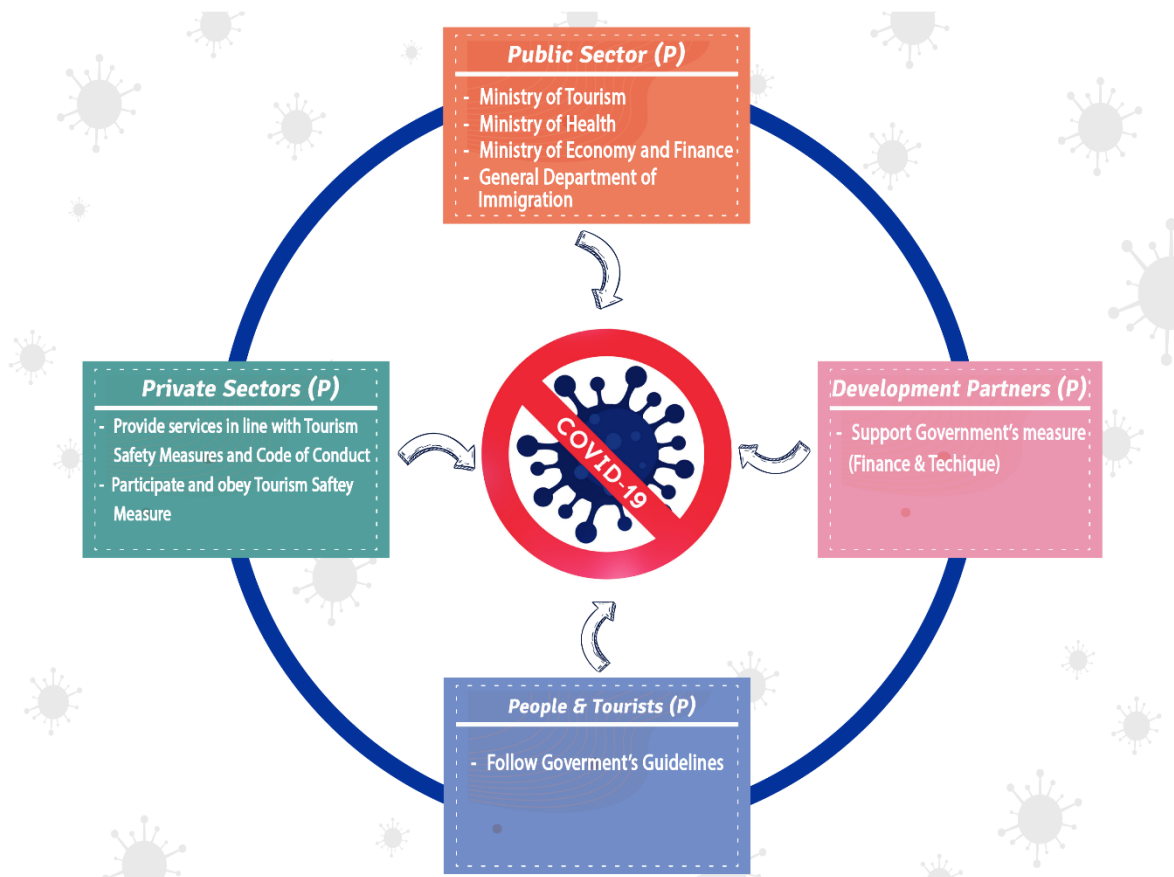 Public Sector (P)
- Ministry of Tourism
- Ministry of Health
- Ministry of Economy and Finance
- General Department of
Immigration
Private Sectors (P)
- Provide services in line with Tourism
Safety Measures and Code of Conduct
- Participate and obey Tourism Saftey
Measure
COVID-19
Development Partners (P)
- Support Government's measure
(Finance & Techique)
People & Tourists (P)
- Follow Goverment's Guidelines